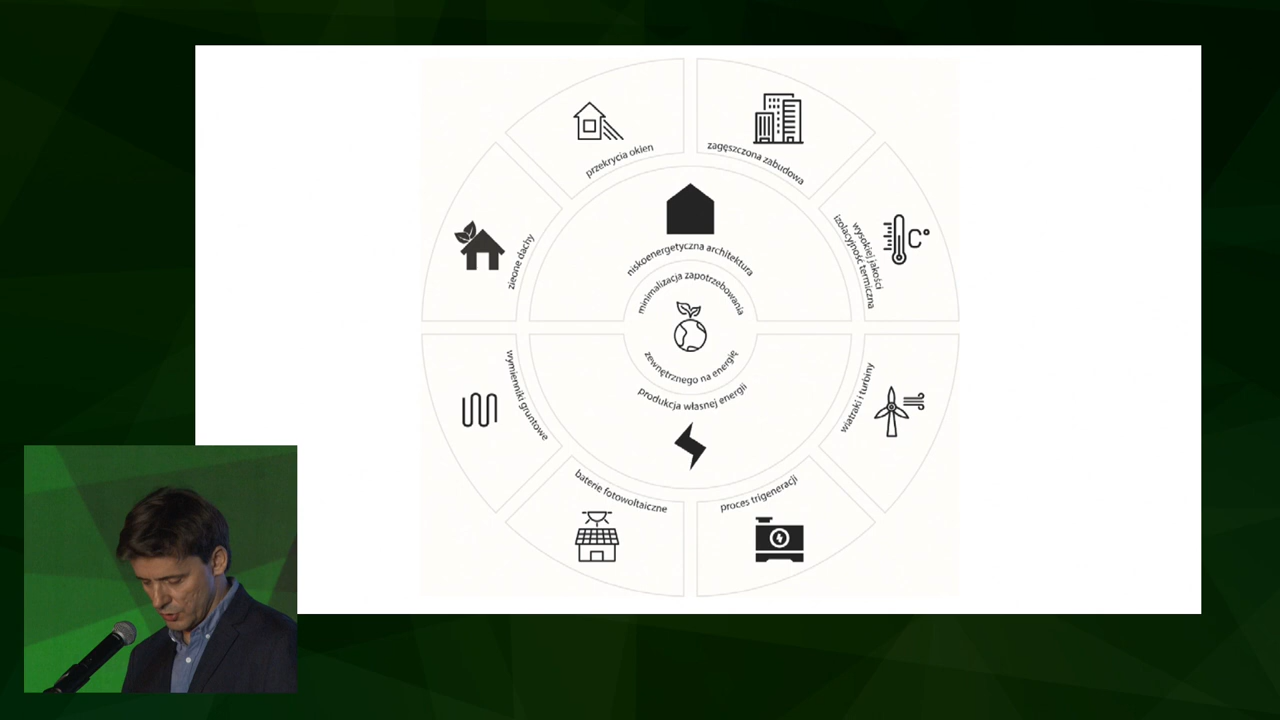 przekrycia okien
zagęszczona zabudowa
zieone dachy
wysokiej jakości
izolacyjność termiczna
C°
niskoenergetyczna architektura
minimalizacja zapotrzebowania
zewnętrznego na energię
produkcja własnej energii
wymienniki gruntowe
wiatraki i turbiny
baterie fotowoltaiczne
proces trigeneracji